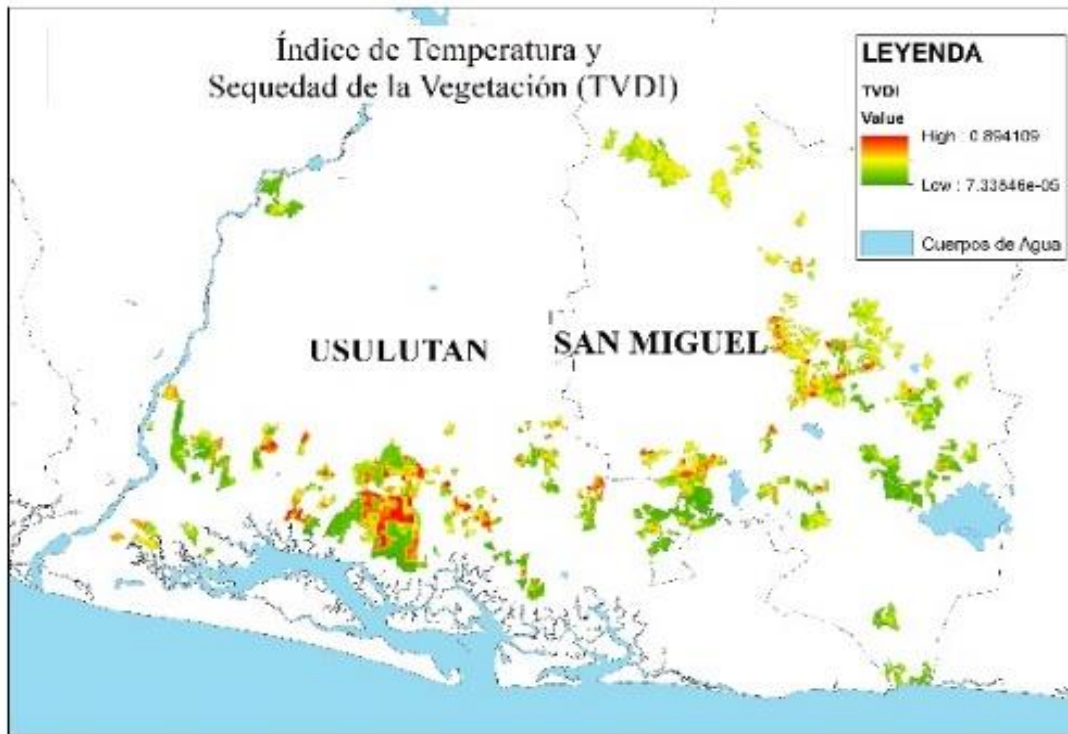 Índice de Temperatura y
Sequedad de la Vegetación (TVDI)
LEYENDA
TVDI
Value
High : 0.894109
Low : 7.33846e-05
Cuerpos de Agua
USULUTAN
SAN MIGUEL